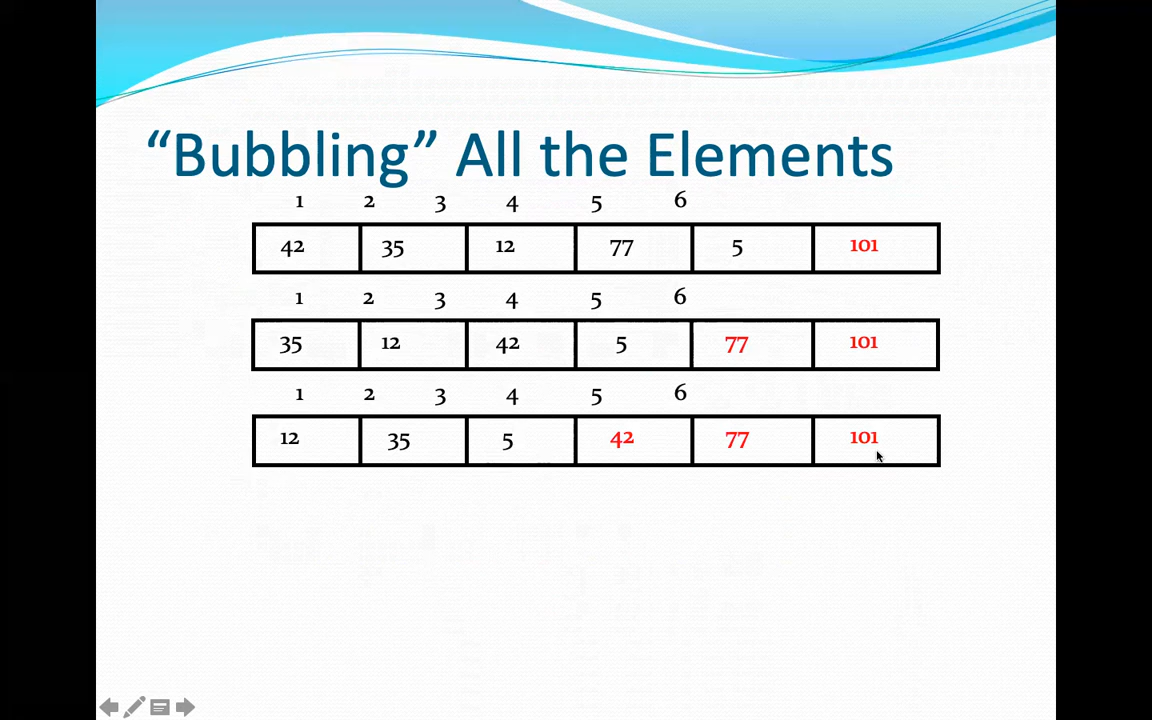 “Bubbling” All the Elements
1 2 3 4 5 6
42 35 12 77 5 101
1 2 3 4 5 6
35 12 42 5 77 101
1 2 3 4 5 6
12 35 5 42 77 101